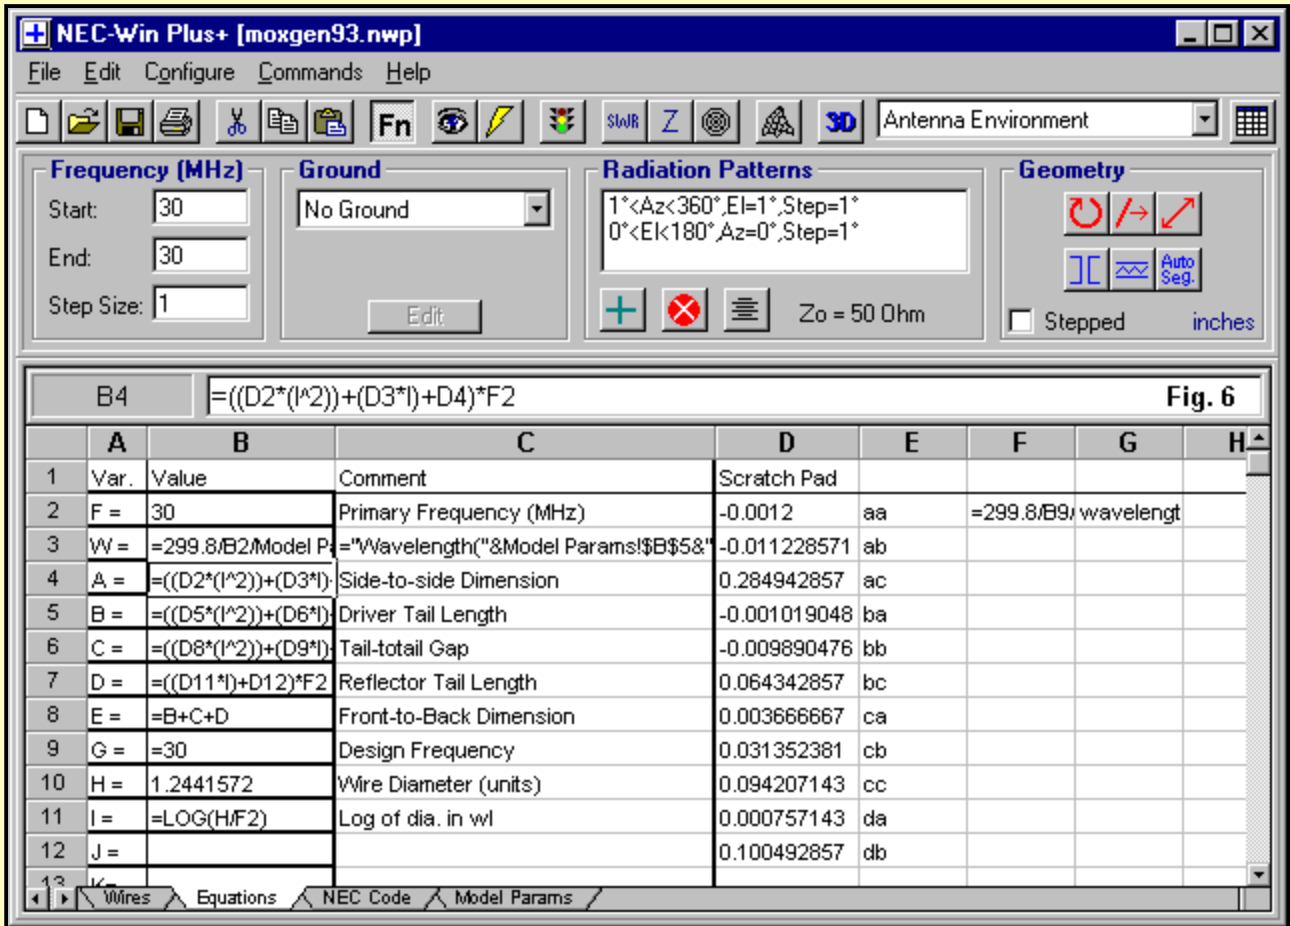 NEC-Win Plus+ [moxgen93.nwp]
File Edit Configure Commands Help
Fn SWR Z 3D Antenna Environment
Frequency (MHz) Ground Radiation Patterns Geometry
Start: 30 No Ground 1°<Az<360°,El=1°,Step=1°
0°<El<180°,Az=0°,Step=1°
End: 30 Auto Seg.
Step Size: 1 Edit Zo = 50 Ohm Stepped inches
B4 =((D2*(I^2))+(D3*I)+D4)*F2 Fig. 6
A B C D E F G H
1 Var. Value Comment Scratch Pad
2 F = 30 Primary Frequency (MHz) -0.0012 aa =299.8/B9/ wavelengt
3 W = =299.8/B2/Model P ="Wavelength("&Model Params!$B$5&" -0.011228571 ab
4 A = =((D2*(I^2))+(D3*I) Side-to-side Dimension 0.284942857 ac
5 B = =((D5*(I^2))+(D6*I) Driver Tail Length -0.001019048 ba
6 C = =((D8*(I^2))+(D9*I) Tail-totail Gap -0.009890476 bb
7 D = =((D11*I)+D12)*F2 Reflector Tail Length 0.064342857 bc
8 E = =B+C+D Front-to-Back Dimension 0.003666667 ca
9 G = =30 Design Frequency 0.031352381 cb
10 H = 1.2441572 Wire Diameter (units) 0.094207143 cc
11 I = =LOG(H/F2) Log of dia. in wl 0.000757143 da
12 J = 0.100492857 db
13 K=
Wires Equations NEC Code Model Params